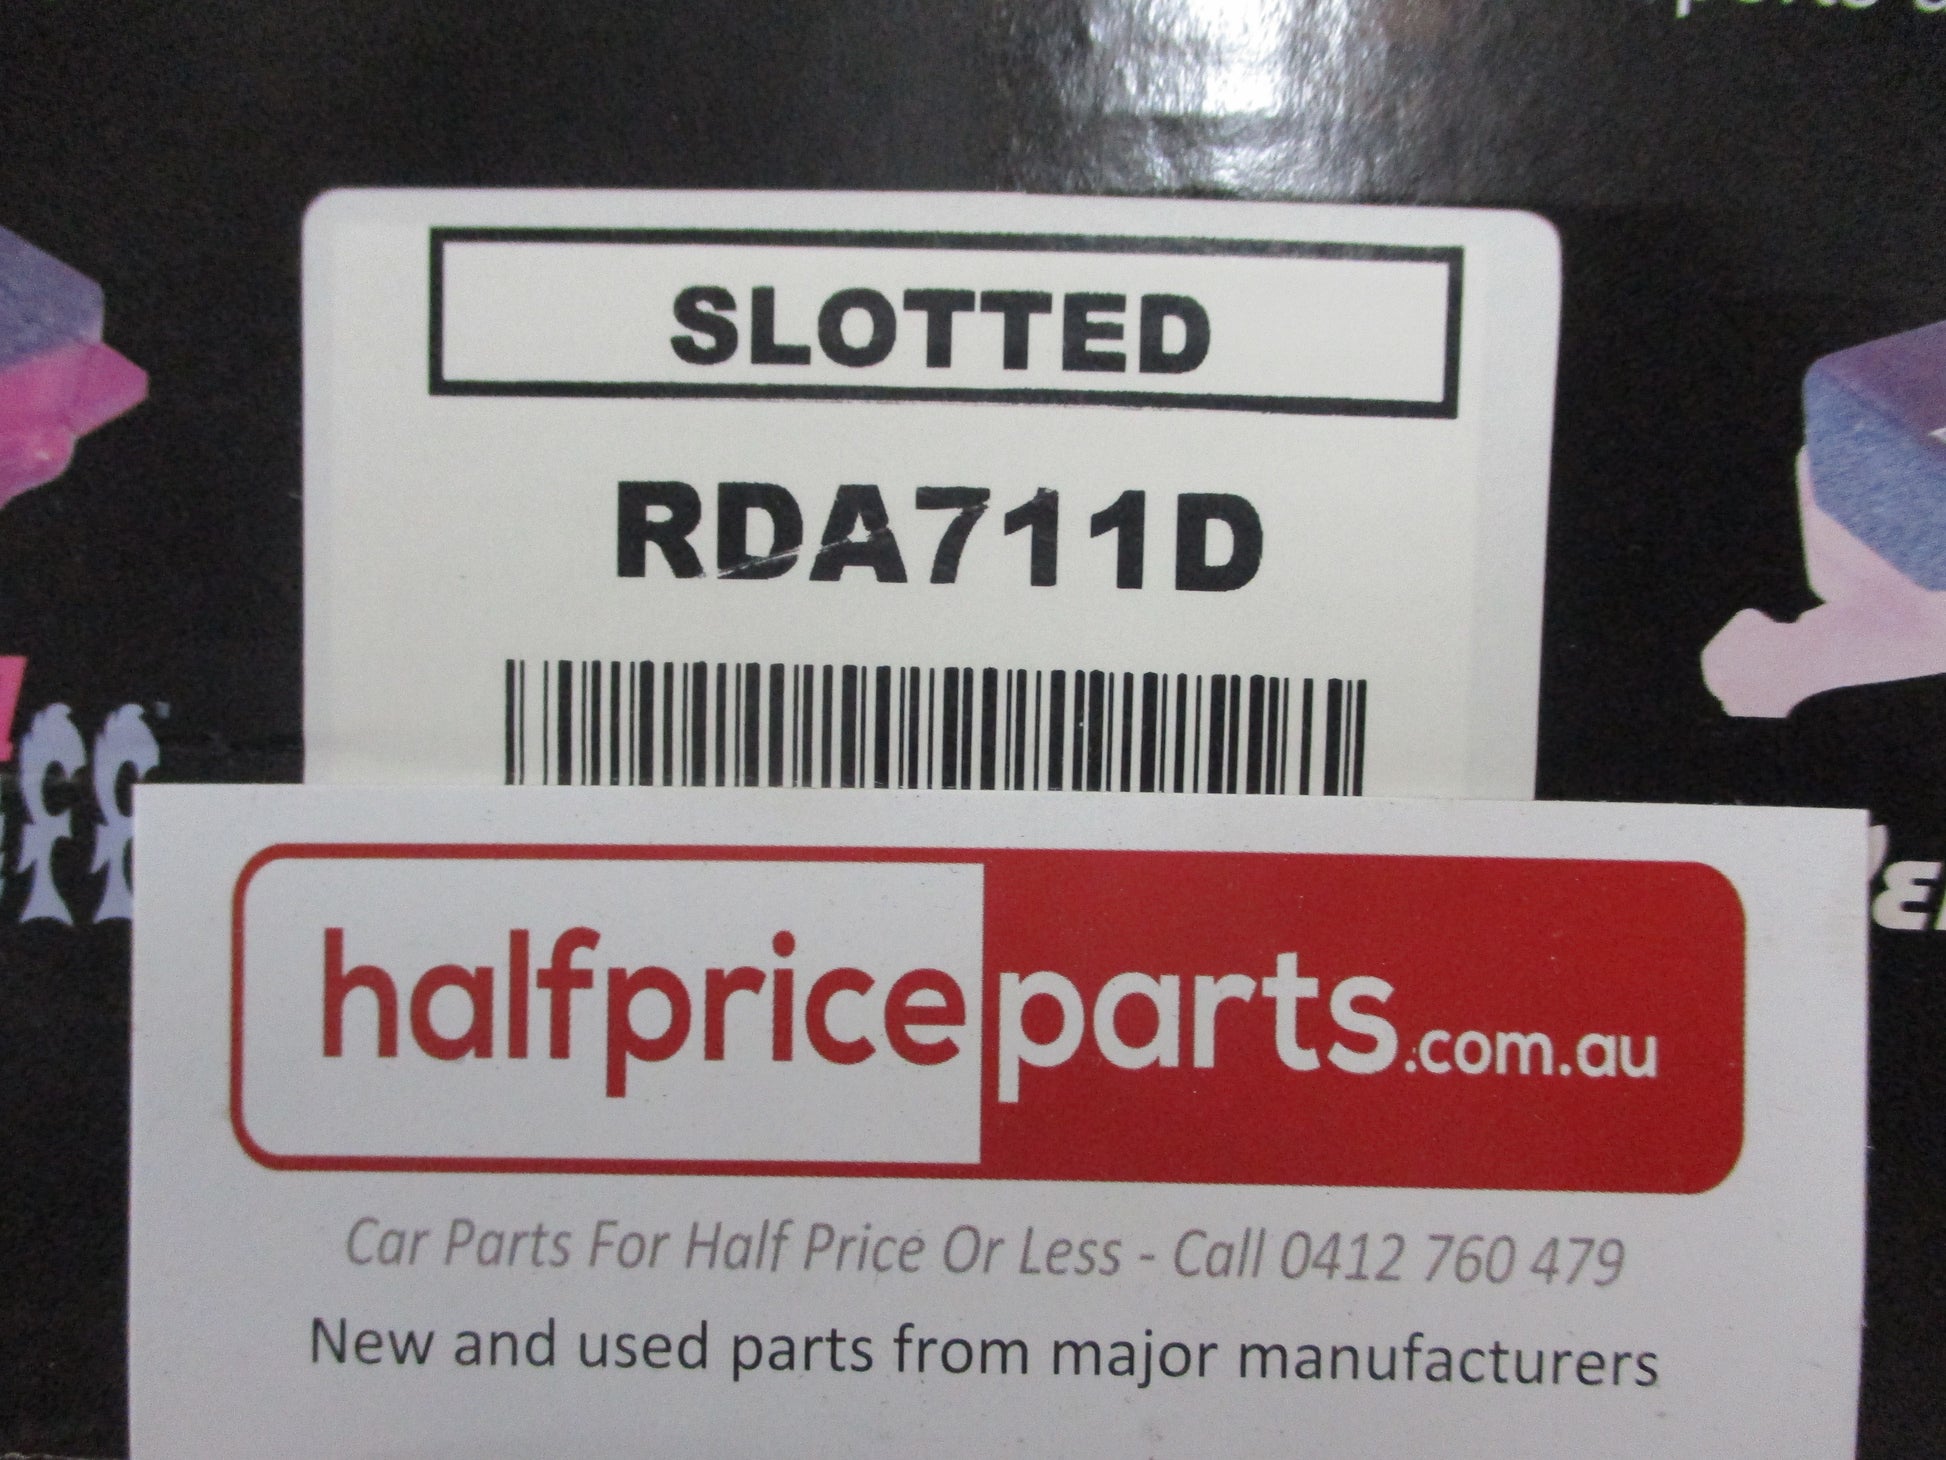 SLOTTED
RDA711D
halfpriceparts.com.au
Car Parts For Half Price Or Less - Call 0412 760 479
New and used parts from major manufacturers